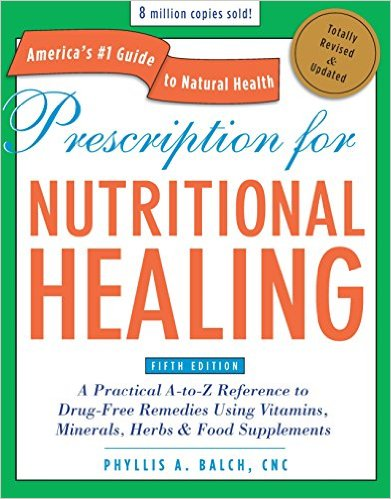 8 million copies sold!
America's #1 Guide
to Natural Health
Totally
Revised &
Updated
Prescription for
NUTRITIONAL
HEALING
FIFTH EDITION
A Practical A-to-Z Reference to
Drug-Free Remedies Using Vitamins,
Minerals, Herbs & Food Supplements
PHYLLIS A. BALCH, CNC